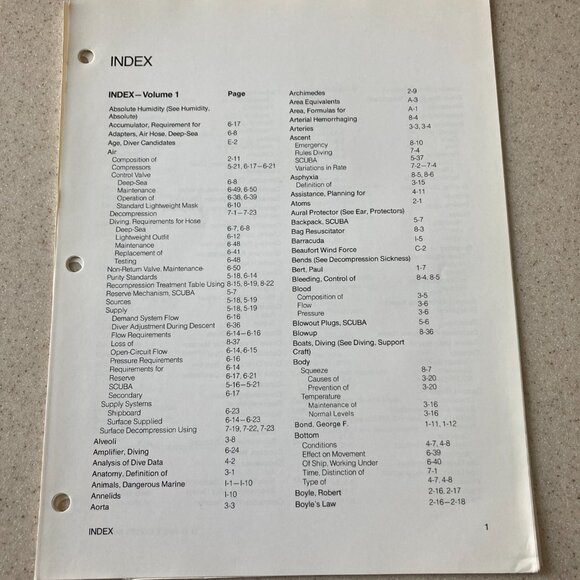 INDEX
INDEX—Volume 1 Page
Absolute Humidity (See Humidity,
Absolute)
Accumulator, Requirement for 6-17
Adapters, Air Hose, Deep-Sea 6-8
Age, Diver Candidates E-2
Air
Composition of 2-11
Compressors 5-21, 6-17—6-21
Control Valve
Deep-Sea 6-8
Maintenance 6-49, 6-50
Operation of 6-38, 6-39
Standard Lightweight Mask 6-10
Decompression 7-1—7-23
Diving, Requirements for Hose
Deep-Sea 6-7, 6-8
Lightweight Outfit 6-12
Maintenance 6-48
Replacement of 6-41
Testing 6-48
Non-Return Valve, Maintenance 6-50
Purity Standards 5-18, 6-14
Recompression Treatment Table Using 8-15, 8-19, 8-22
Reserve Mechanism, SCUBA 5-7
Sources 5-18, 5-19
Supply 5-18, 5-19
Demand System Flow 6-16
Diver Adjustment During Descent 6-36
Flow Requirements 6-14—6-16
Loss of 8-37
Open-Circuit Flow 6-14, 6-15
Pressure Requirements 6-16
Requirements for 6-14
Reserve 6-17, 6-21
SCUBA 5-16—5-21
Secondary 6-17
Supply Systems
Shipboard 6-23
Surface Supplied 6-14—6-23
Surface Decompression Using 7-19, 7-22, 7-23
Alveoli 3-8
Amplifier, Diving 6-24
Analysis of Dive Data 4-2
Anatomy, Definition of 3-1
Animals, Dangerous Marine I-1—I-10
Annelids I-10
Aorta 3-3
Archimedes 2-9
Area Equivalents A-3
Area, Formulas for A-1
Arterial Hemorrhaging 8-4
Arteries 3-3, 3-4
Ascent
Emergency 8-10
Rules Diving 7-4
SCUBA 5-37
Variations in Rate 7-2—7-4
Asphyxia 8-5, 8-6
Definition of 3-15
Assistance, Planning for 4-11
Atoms 2-1
Aural Protector (See Ear, Protectors)
Backpack, SCUBA 5-7
Bag Resuscitator 8-3
Barracuda I-5
Beaufort Wind Force C-2
Bends (See Decompression Sickness)
Bert, Paul 1-7
Bleeding, Control of 8-4, 8-5
Blood
Composition of 3-5
Flow 3-6
Pressure 3-6
Blowout Plugs, SCUBA 5-6
Blowup 8-36
Boats, Diving (See Diving, Support
Craft)
Body
Squeeze 8-7
Causes of 3-20
Prevention of 3-20
Temperature
Maintenance of 3-16
Normal Levels 3-16
Bond, George F. 1-11, 1-12
Bottom
Conditions 4-7, 4-8
Effect on Movement 6-39
Of Ship, Working Under 6-40
Time, Distinction of 7-1
Type of 4-7, 4-8
Boyle, Robert 2-16, 2-17
Boyle's Law 2-16—2-18
INDEX 1